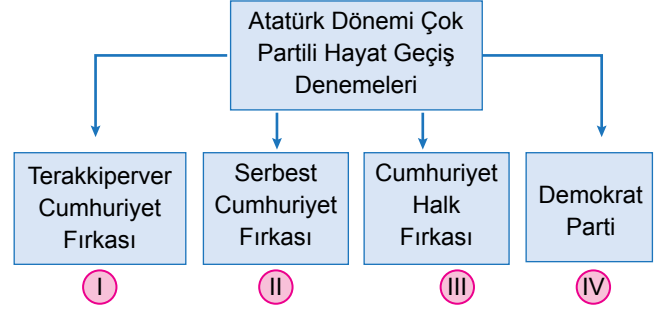 Atatürk Dönemi Çok
Partili Hayat Geçiş
Denemeleri
Terakkiperver
Cumhuriyet
Fırkası
I
Serbest
Cumhuriyet
Fırkası
II
Cumhuriyet
Halk
Fırkası
III
Demokrat
Parti
IV